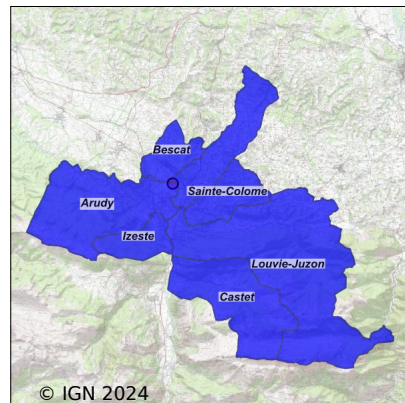 Bescat
Sainte-Colome
Arudy
Izeste
Louvie-Juzon
Castet
© IGN 2024